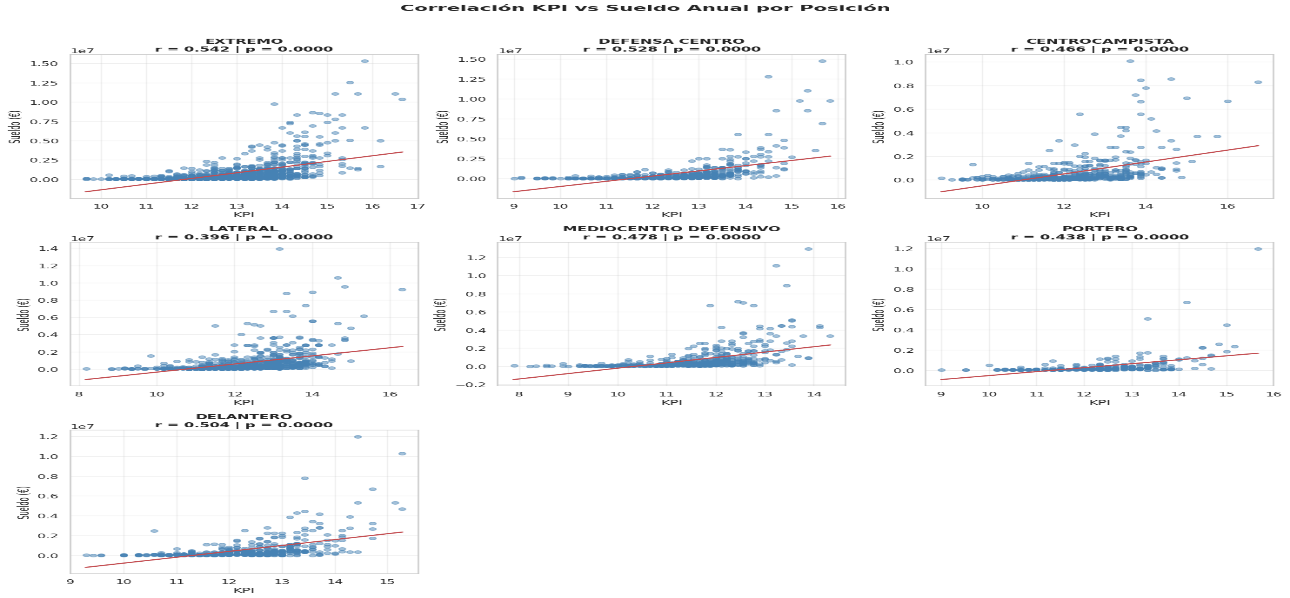 Correlación KPI vs Sueldo Anual por Posición
EXTREMO
r = 0.542 | p = 0.0000
1e7
1.50
1.25
1.00
0.75
0.50
0.25
0.00
Sueldo (€)
10 11 12 13 14 15 16 17
KPI
DEFENSA CENTRO
r = 0.528 | p = 0.0000
1e7
1.50
1.25
1.00
0.75
0.50
0.25
0.00
Sueldo (€)
9 10 11 12 13 14 15 16
KPI
CENTROCAMPISTA
r = 0.466 | p = 0.0000
1e7
1.0
0.8
0.6
0.4
0.2
0.0
Sueldo (€)
10 12 14 16
KPI
LATERAL
r = 0.396 | p = 0.0000
1e7
1.4
1.2
1.0
0.8
0.6
0.4
0.2
0.0
Sueldo (€)
8 10 12 14 16
KPI
MEDIOCENTRO DEFENSIVO
r = 0.478 | p = 0.0000
1e7
1.2
1.0
0.8
0.6
0.4
0.2
0.0
−0.2
Sueldo (€)
8 9 10 11 12 13 14
KPI
PORTERO
r = 0.438 | p = 0.0000
1e7
1.2
1.0
0.8
0.6
0.4
0.2
0.0
Sueldo (€)
9 10 11 12 13 14 15 16
KPI
DELANTERO
r = 0.504 | p = 0.0000
1e7
1.2
1.0
0.8
0.6
0.4
0.2
0.0
Sueldo (€)
9 10 11 12 13 14 15
KPI